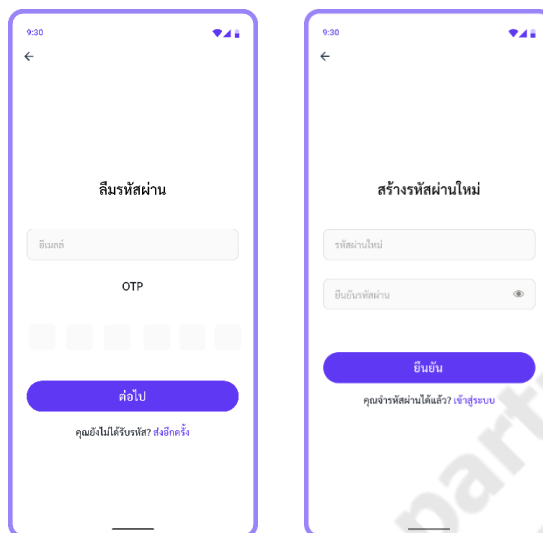 9:30
ลืมรหัสผ่าน
อีเมลล์
OTP
ต่อไป
คุณยังไม่ได้รับรหัส? ส่งอีกครั้ง
9:30
สร้างรหัสผ่านใหม่
รหัสผ่านใหม่
ยืนยันรหัสผ่าน
ยืนยัน
คุณจำรหัสผ่านได้แล้ว? เข้าสู่ระบบ